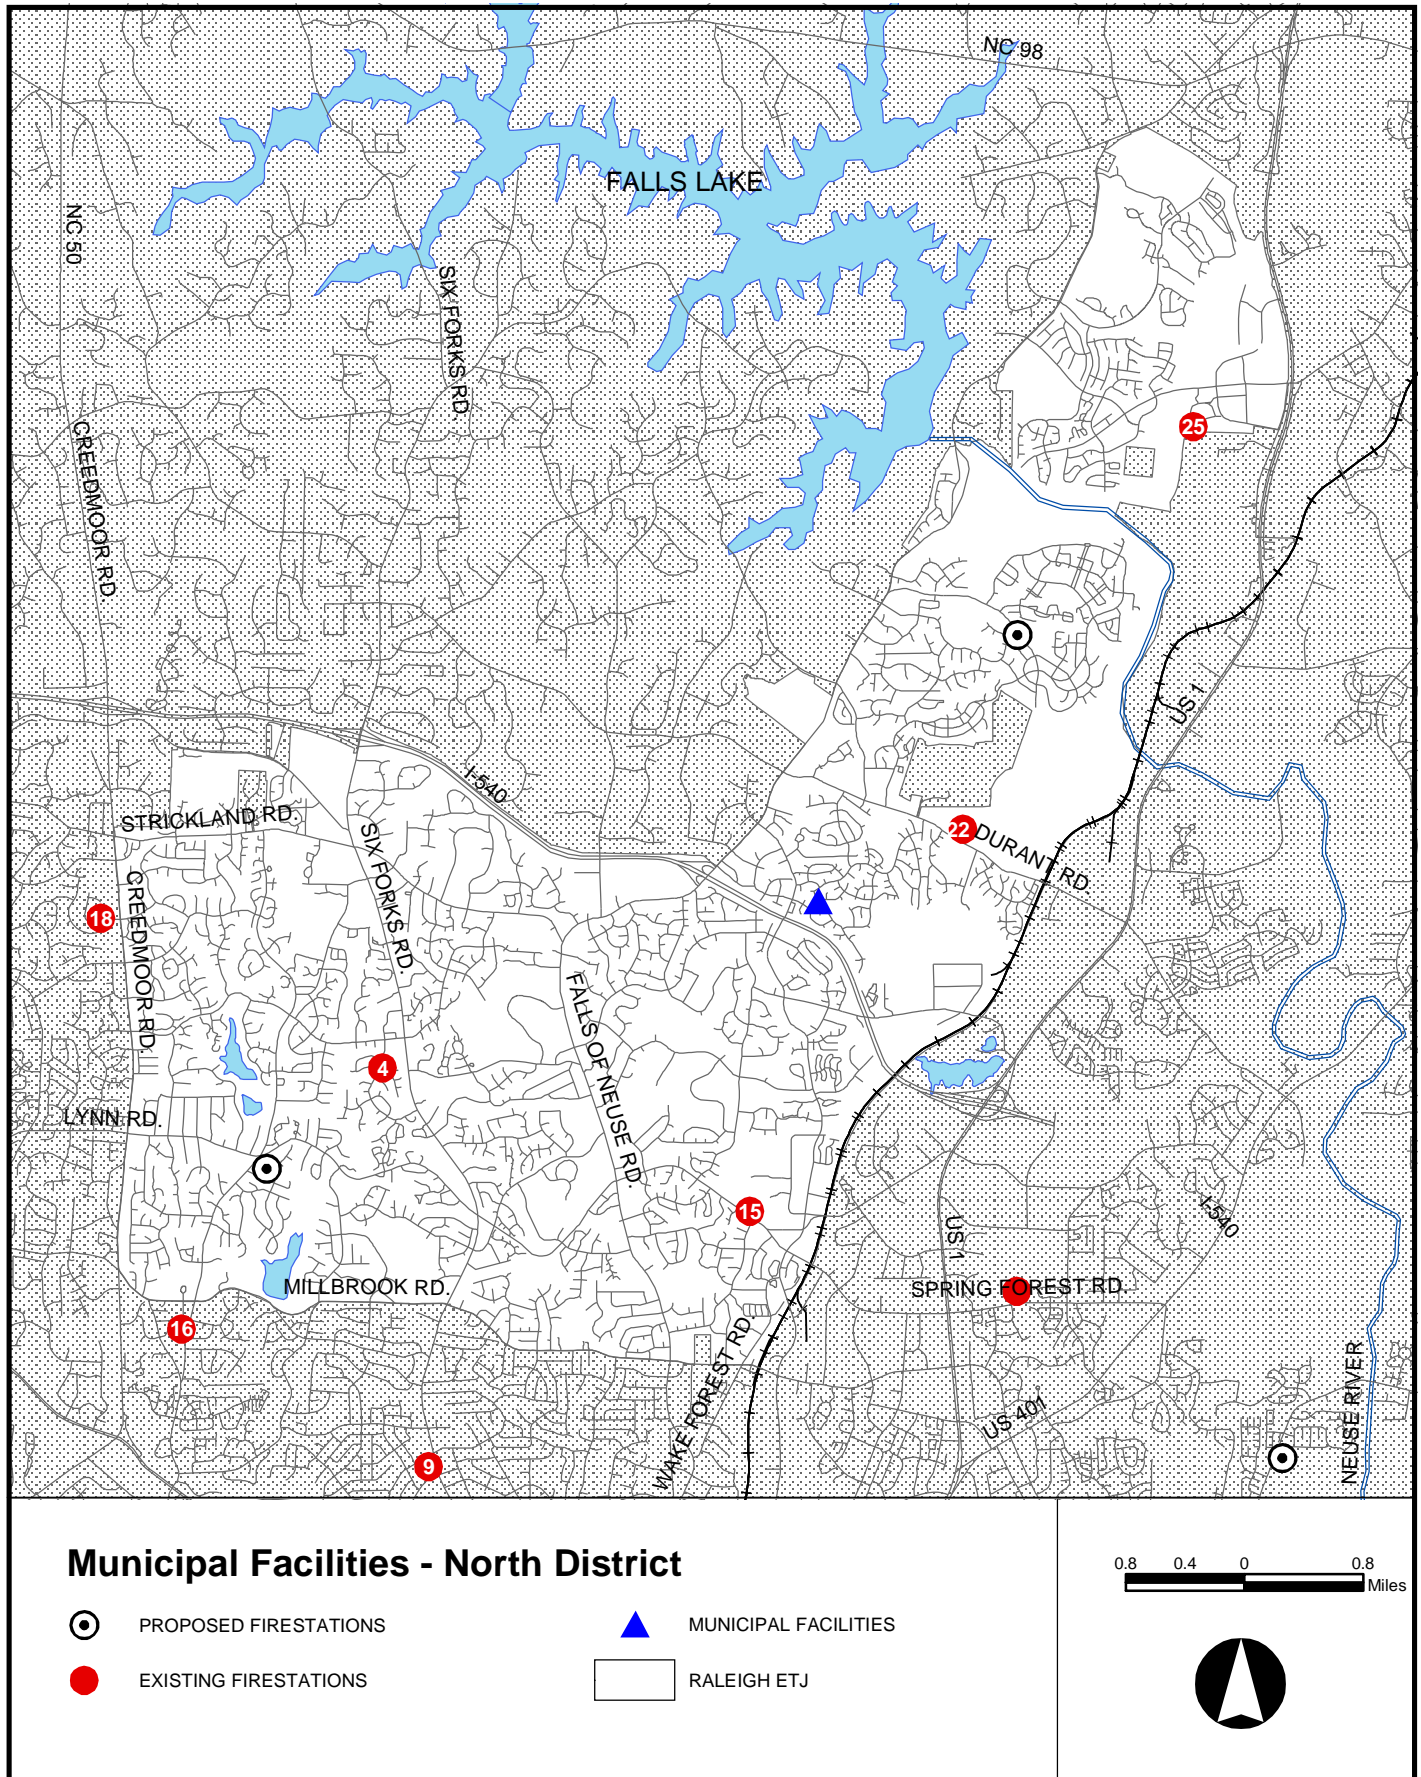 NC 98
FALLS LAKE
NC 50
SIX FORKS RD
25
CREEDMOOR RD.
US 1
I-540
STRICKLAND RD.
22
DURANT RD.
SIX FORKS RD.
CREEDMOOR RD.
18
FALLS OF NEUSE RD.
4
LYNN RD.
15
I-540
US 1
MILLBROOK RD.
SPRING FOREST RD.
16
WAKE FOREST RD.
NEUSE RIVER
US 401
9
Municipal Facilities - North District
PROPOSED FIRESTATIONS
MUNICIPAL FACILITIES
EXISTING FIRESTATIONS
RALEIGH ETJ
0.8 0.4 0 0.8
Miles